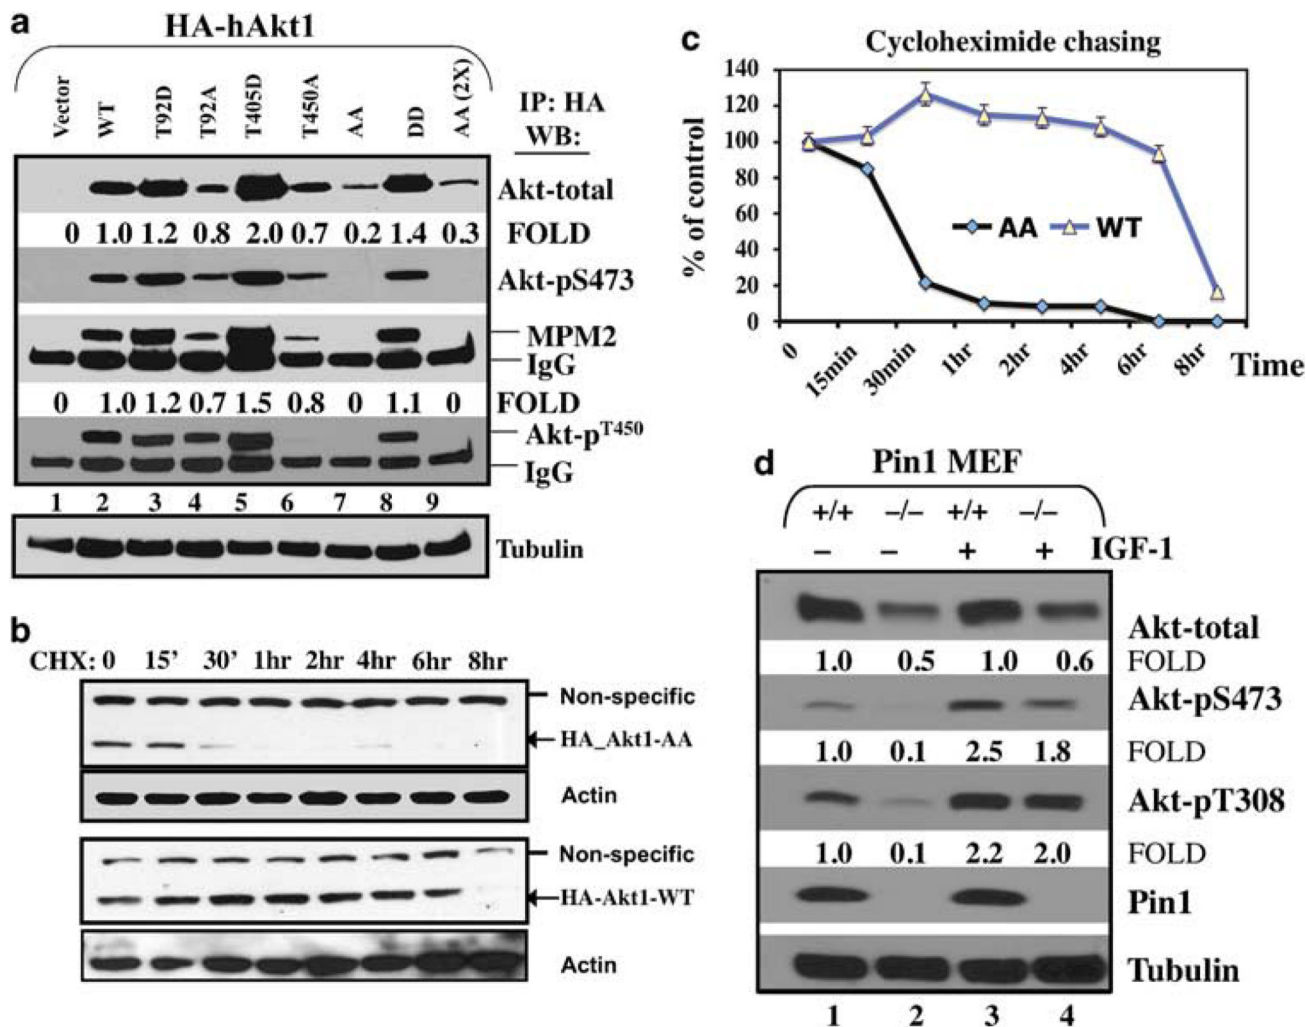 a
HA-hAkt1
Vector WT T92D T92A T405D T450A AA DD AA (2X)
IP: HA
WB:
Akt-total
0 1.0 1.2 0.8 2.0 0.7 0.2 1.4 0.3 FOLD
Akt-pS473
MPM2
IgG
0 1.0 1.2 0.7 1.5 0.8 0 1.1 0 FOLD
Akt-pT450
IgG
1 2 3 4 5 6 7 8 9
Tubulin
b
CHX: 0 15’ 30’ 1hr 2hr 4hr 6hr 8hr
Non-specific
HA_Akt1-AA
Actin
Non-specific
HA-Akt1-WT
Actin
c
Cycloheximide chasing
% of control
140
120
100
80
60
40
20
0
AA WT
0 15min 30min 1hr 2hr 4hr 6hr 8hr Time
d
Pin1 MEF
+/+ –/– +/+ –/–
– – + + IGF-1
Akt-total
1.0 0.5 1.0 0.6 FOLD
Akt-pS473
1.0 0.1 2.5 1.8 FOLD
Akt-pT308
1.0 0.1 2.2 2.0 FOLD
Pin1
Tubulin
1 2 3 4